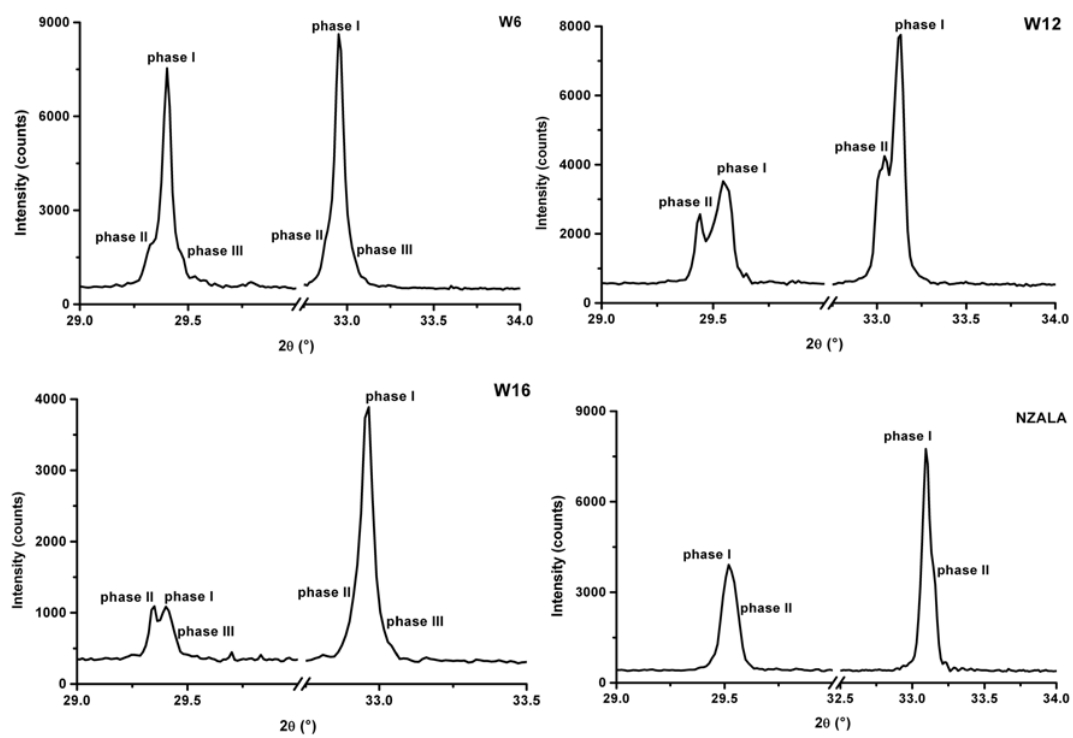 W6
9000
6000
3000
0
Intensity (counts)
phase I
phase II
phase III
phase I
phase II
phase III
29.0
29.5
33.0
33.5
34.0
2θ (°)
W12
8000
6000
4000
2000
0
Intensity (counts)
phase II
phase I
phase II
phase I
29.0
29.5
33.0
33.5
34.0
2θ (°)
W16
4000
3000
2000
1000
0
Intensity (counts)
phase II
phase I
phase III
phase I
phase II
phase III
29.0
29.5
33.0
33.5
2θ (°)
NZALA
9000
6000
3000
0
Intensity (counts)
phase I
phase II
phase I
phase II
29.0
29.5
30.0
32.5
33.0
33.5
34.0
2θ (°)